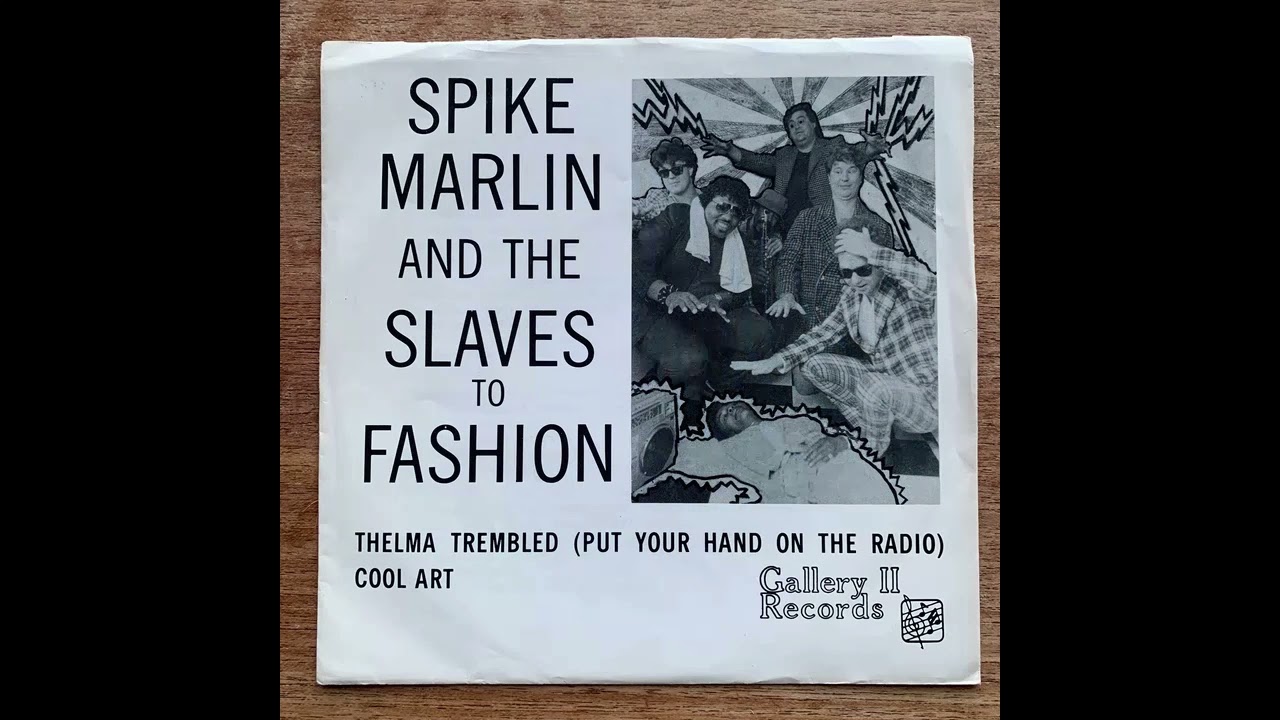 SPIKE
MARLIN
AND THE
SLAVES
TO
FASHION
THELMA TREMBLED (PUT YOUR HAND ON THE RADIO)
COOL ART
Gallery II
Records